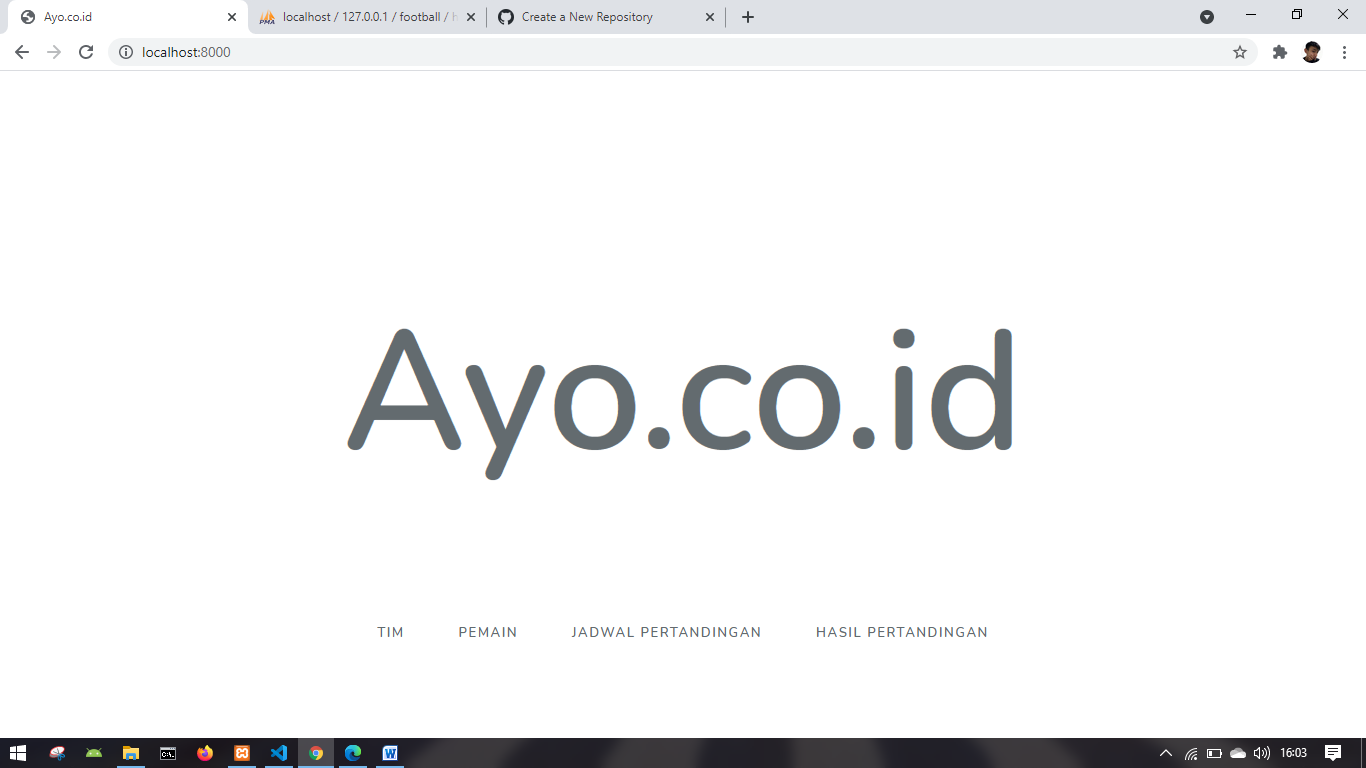 Ayo.co.id
localhost / 127.0.0.1 / football / h
Create a New Repository
localhost:8000
Ayo.co.id
TIM PEMAIN JADWAL PERTANDINGAN HASIL PERTANDINGAN
16:03